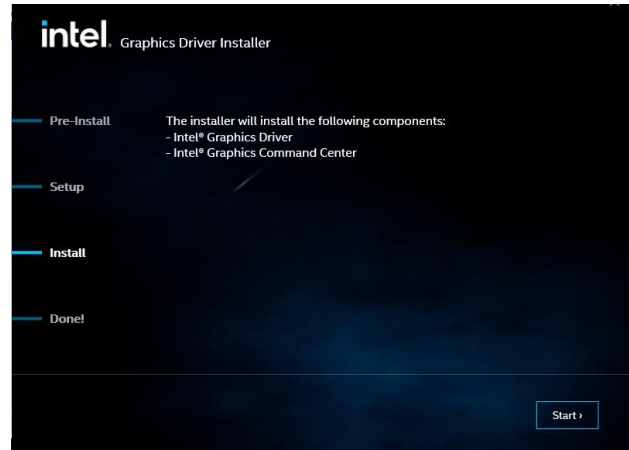 intel. Graphics Driver Installer
Pre-Install
The installer will install the following components:
- Intel® Graphics Driver
- Intel® Graphics Command Center
Setup
Install
Done!
Start ›